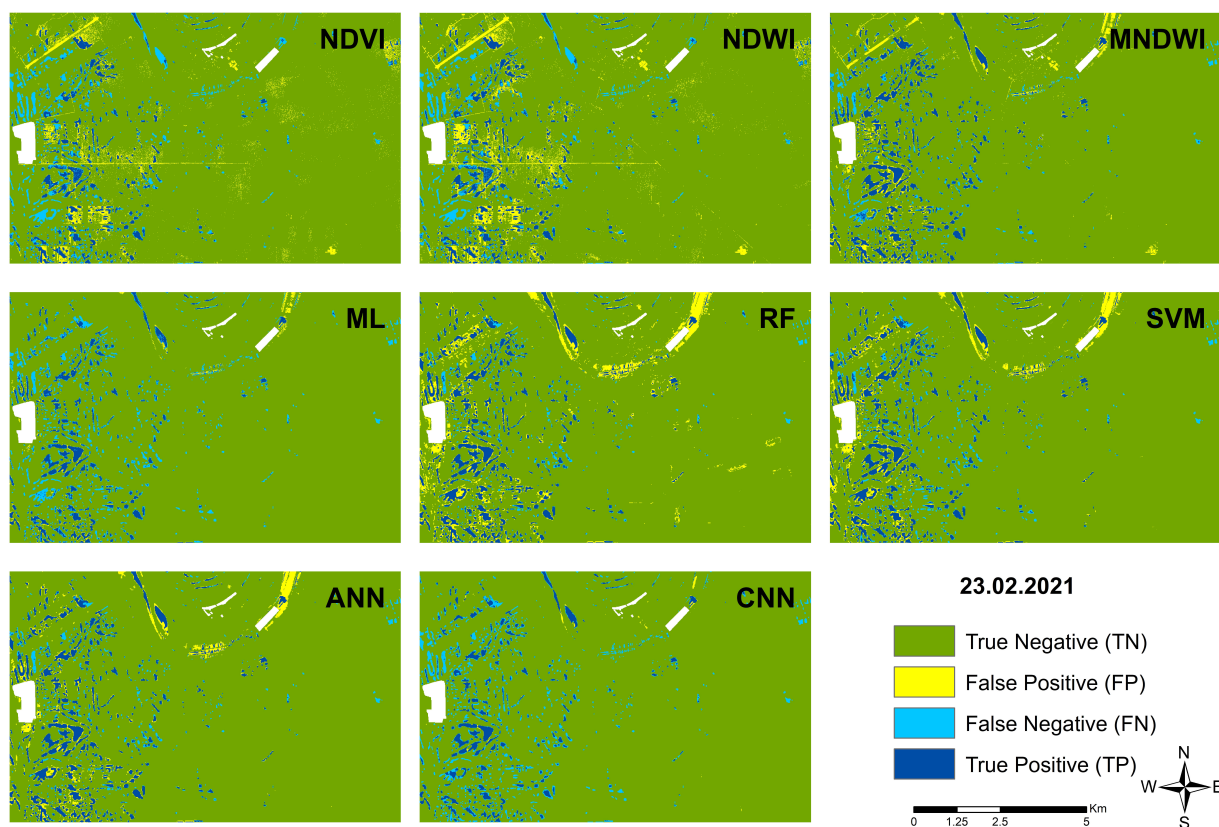 NDVI
NDWI
MNDWI
ML
RF
SVM
ANN
CNN
23.02.2021
True Negative (TN)
False Positive (FP)
False Negative (FN)
True Positive (TP)
N
W E
S
Km
0 1.25 2.5 5